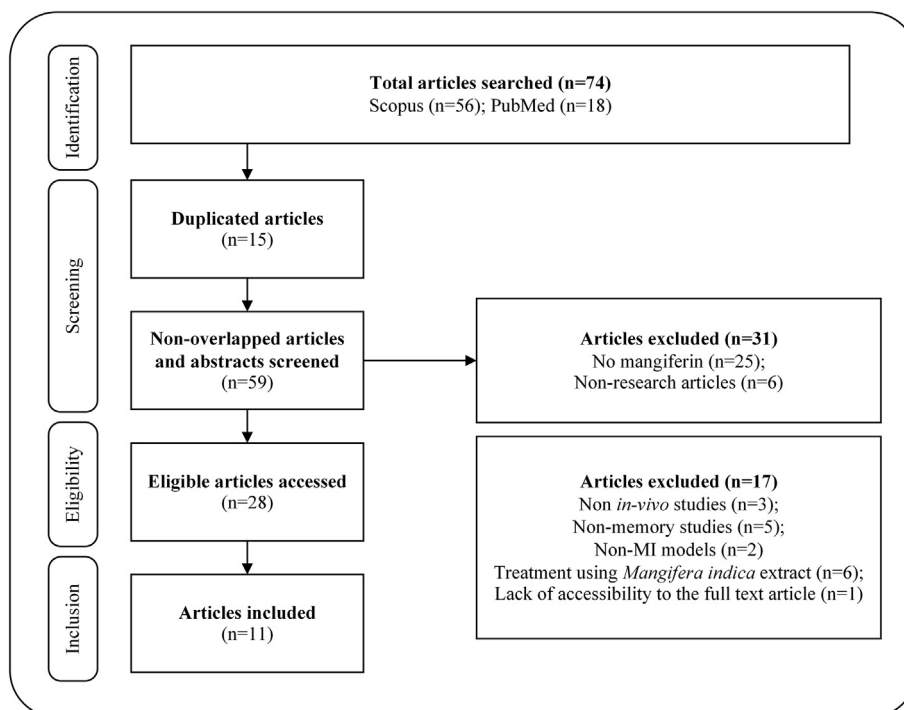 Identification
Total articles searched (n=74)
Scopus (n=56); PubMed (n=18)
Screening
Duplicated articles
(n=15)
Non-overlapped articles
and abstracts screened
(n=59)
Articles excluded (n=31)
No mangiferin (n=25);
Non-research articles (n=6)
Eligibility
Eligible articles accessed
(n=28)
Articles excluded (n=17)
Non in-vivo studies (n=3);
Non-memory studies (n=5);
Non-MI models (n=2)
Treatment using Mangifera indica extract (n=6);
Lack of accessibility to the full text article (n=1)
Inclusion
Articles included
(n=11)